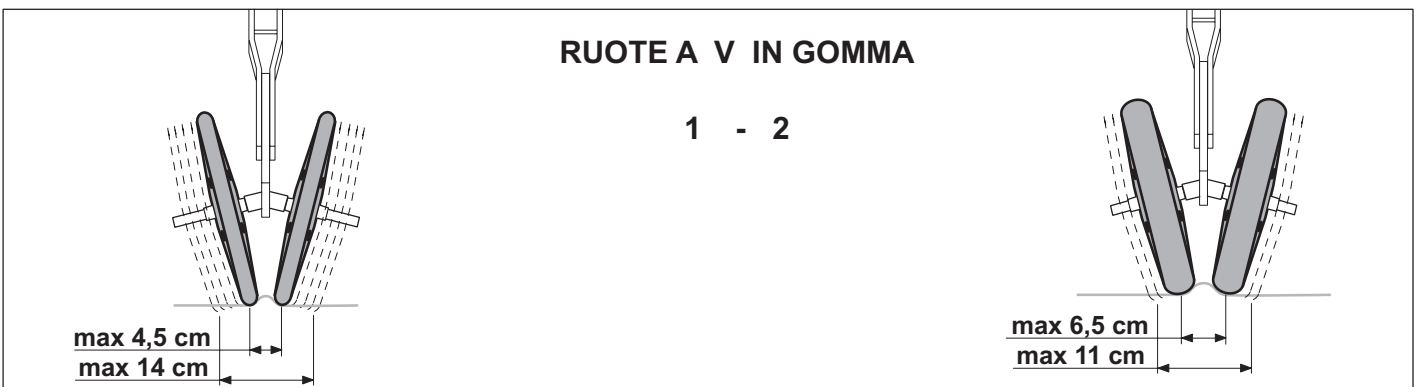 RUOTE A V IN GOMMA
1 - 2
max 4,5 cm
max 14 cm
max 6,5 cm
max 11 cm